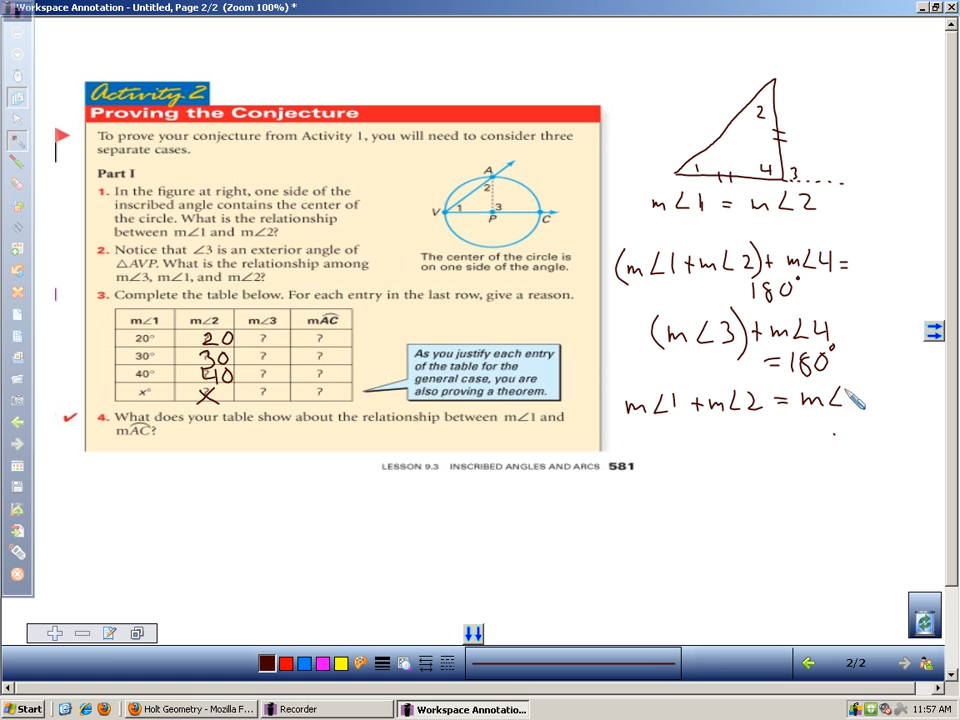 Workspace Annotation - Untitled, Page 2/2 (Zoom 100%) *
Activity 2
Proving the Conjecture
To prove your conjecture from Activity 1, you will need to consider three
separate cases.
Part I
1. In the figure at right, one side of the
inscribed angle contains the center of
the circle. What is the relationship
between m∠1 and m∠2?
2. Notice that ∠3 is an exterior angle of
△AVP. What is the relationship among
m∠3, m∠1, and m∠2?
A
2
V 1 3
P C
The center of the circle is
on one side of the angle.
3. Complete the table below. For each entry in the last row, give a reason.
m∠1 m∠2 m∠3 mAC
20° 20 ? ?
30° 30 ? ?
40° 40 ? ?
x° x ? ?
As you justify each entry
of the table for the
general case, you are
also proving a theorem.
4. What does your table show about the relationship between m∠1 and
mAC?
LESSON 9.3 INSCRIBED ANGLES AND ARCS 581
2
1 4 3
m∠1 = m∠2
(m∠1+m∠2)+m∠4=
180°
(m∠3)+m∠4
=180°
m∠1+m∠2=m∠
2/2
Start
Holt Geometry - Mozilla F...
Recorder
Workspace Annotatio...
11:57 AM